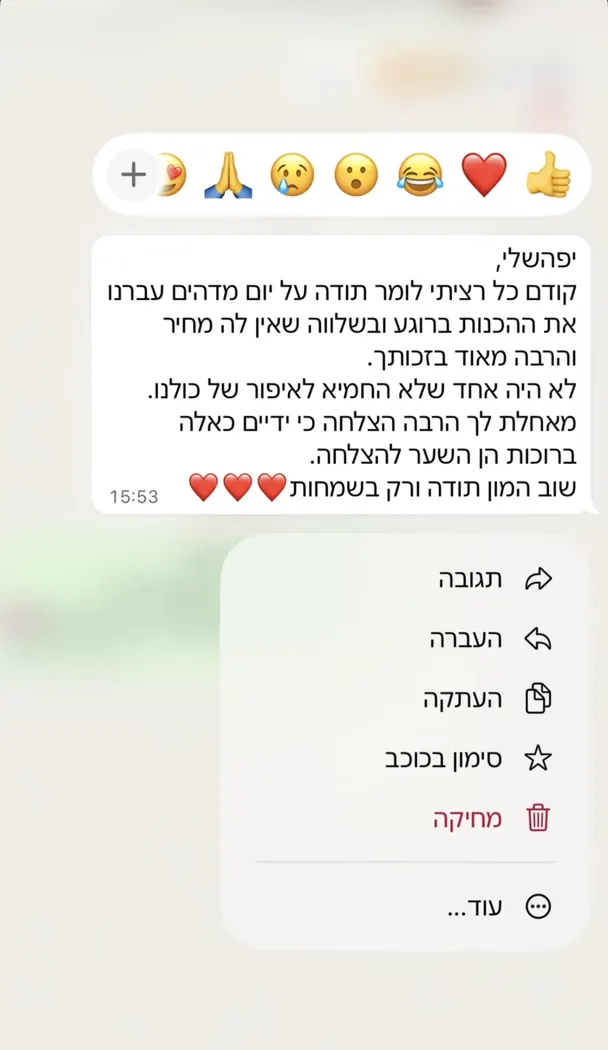 יפהשלי,
קודם כל רציתי לומר תודה על יום מדהים עברנו
את ההכנות ברוגע ובשלווה שאין לה מחיר
והרבה מאוד בזכותך.
לא היה אחד שלא החמיא לאיפור של כולנו.
מאחלת לך הרבה הצלחה כי ידיים כאלה
ברוכות הן השער להצלחה.
שוב המון תודה ורק בשמחות❤️❤️❤️
15:53
תגובה
העברה
העתקה
סימון בכוכב
מחיקה
עוד...